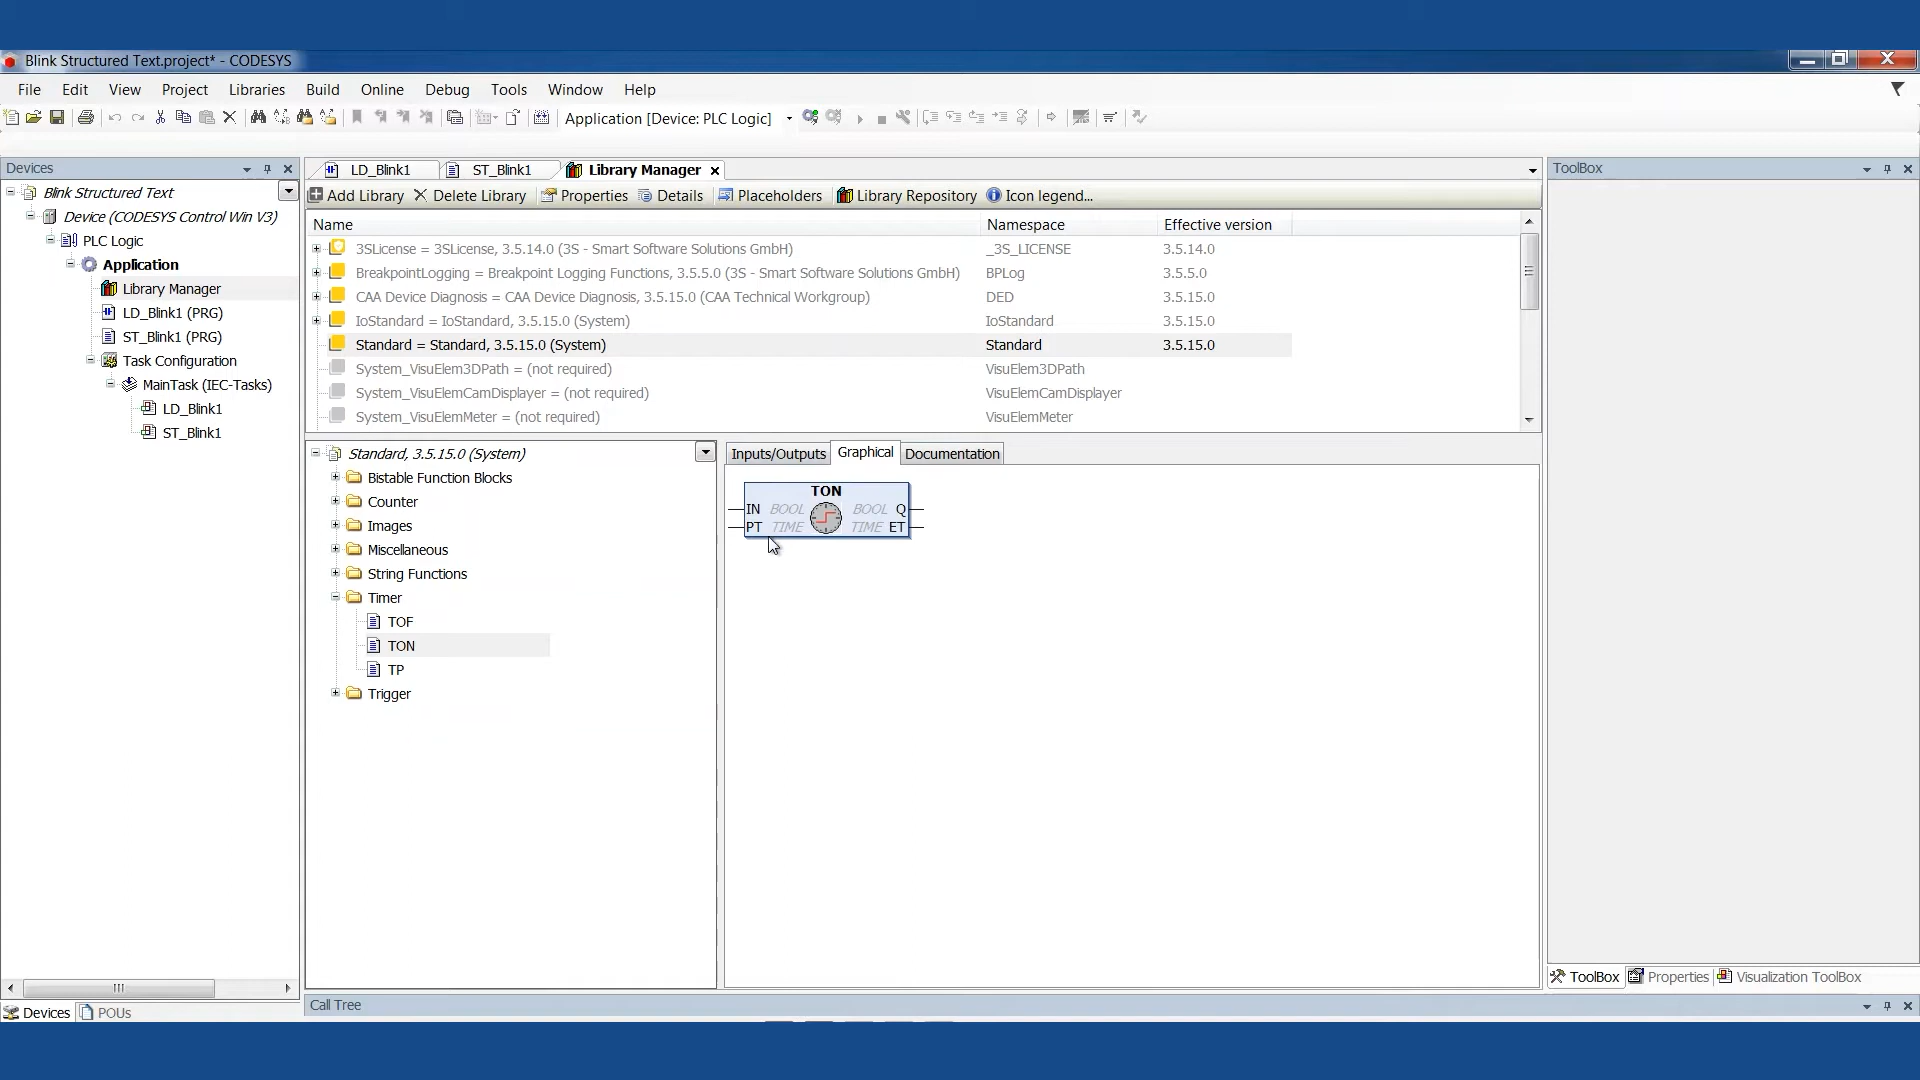 Blink Structured Text.project* - CODESYS
File Edit View Project Libraries Build Online Debug Tools Window Help
Application [Device: PLC Logic]
Devices
Blink Structured Text
Device (CODESYS Control Win V3)
PLC Logic
Application
Library Manager
LD_Blink1 (PRG)
ST_Blink1 (PRG)
Task Configuration
MainTask (IEC-Tasks)
LD_Blink1
ST_Blink1
Devices POUs
LD_Blink1 ST_Blink1 Library Manager
Add Library Delete Library Properties Details Placeholders Library Repository Icon legend...
Name Namespace Effective version
3SLicense = 3SLicense, 3.5.14.0 (3S - Smart Software Solutions GmbH) _3S_LICENSE 3.5.14.0
BreakpointLogging = Breakpoint Logging Functions, 3.5.5.0 (3S - Smart Software Solutions GmbH) BPLog 3.5.5.0
CAA Device Diagnosis = CAA Device Diagnosis, 3.5.15.0 (CAA Technical Workgroup) DED 3.5.15.0
IoStandard = IoStandard, 3.5.15.0 (System) IoStandard 3.5.15.0
Standard = Standard, 3.5.15.0 (System) Standard 3.5.15.0
System_VisuElem3DPath = (not required) VisuElem3DPath
System_VisuElemCamDisplayer = (not required) VisuElemCamDisplayer
System_VisuElemMeter = (not required) VisuElemMeter
Standard, 3.5.15.0 (System)
Bistable Function Blocks
Counter
Images
Miscellaneous
String Functions
Timer
TOF
TON
TP
Trigger
Inputs/Outputs Graphical Documentation
TON
IN BOOL BOOL Q
PT TIME TIME ET
Call Tree
ToolBox
ToolBox Properties Visualization ToolBox